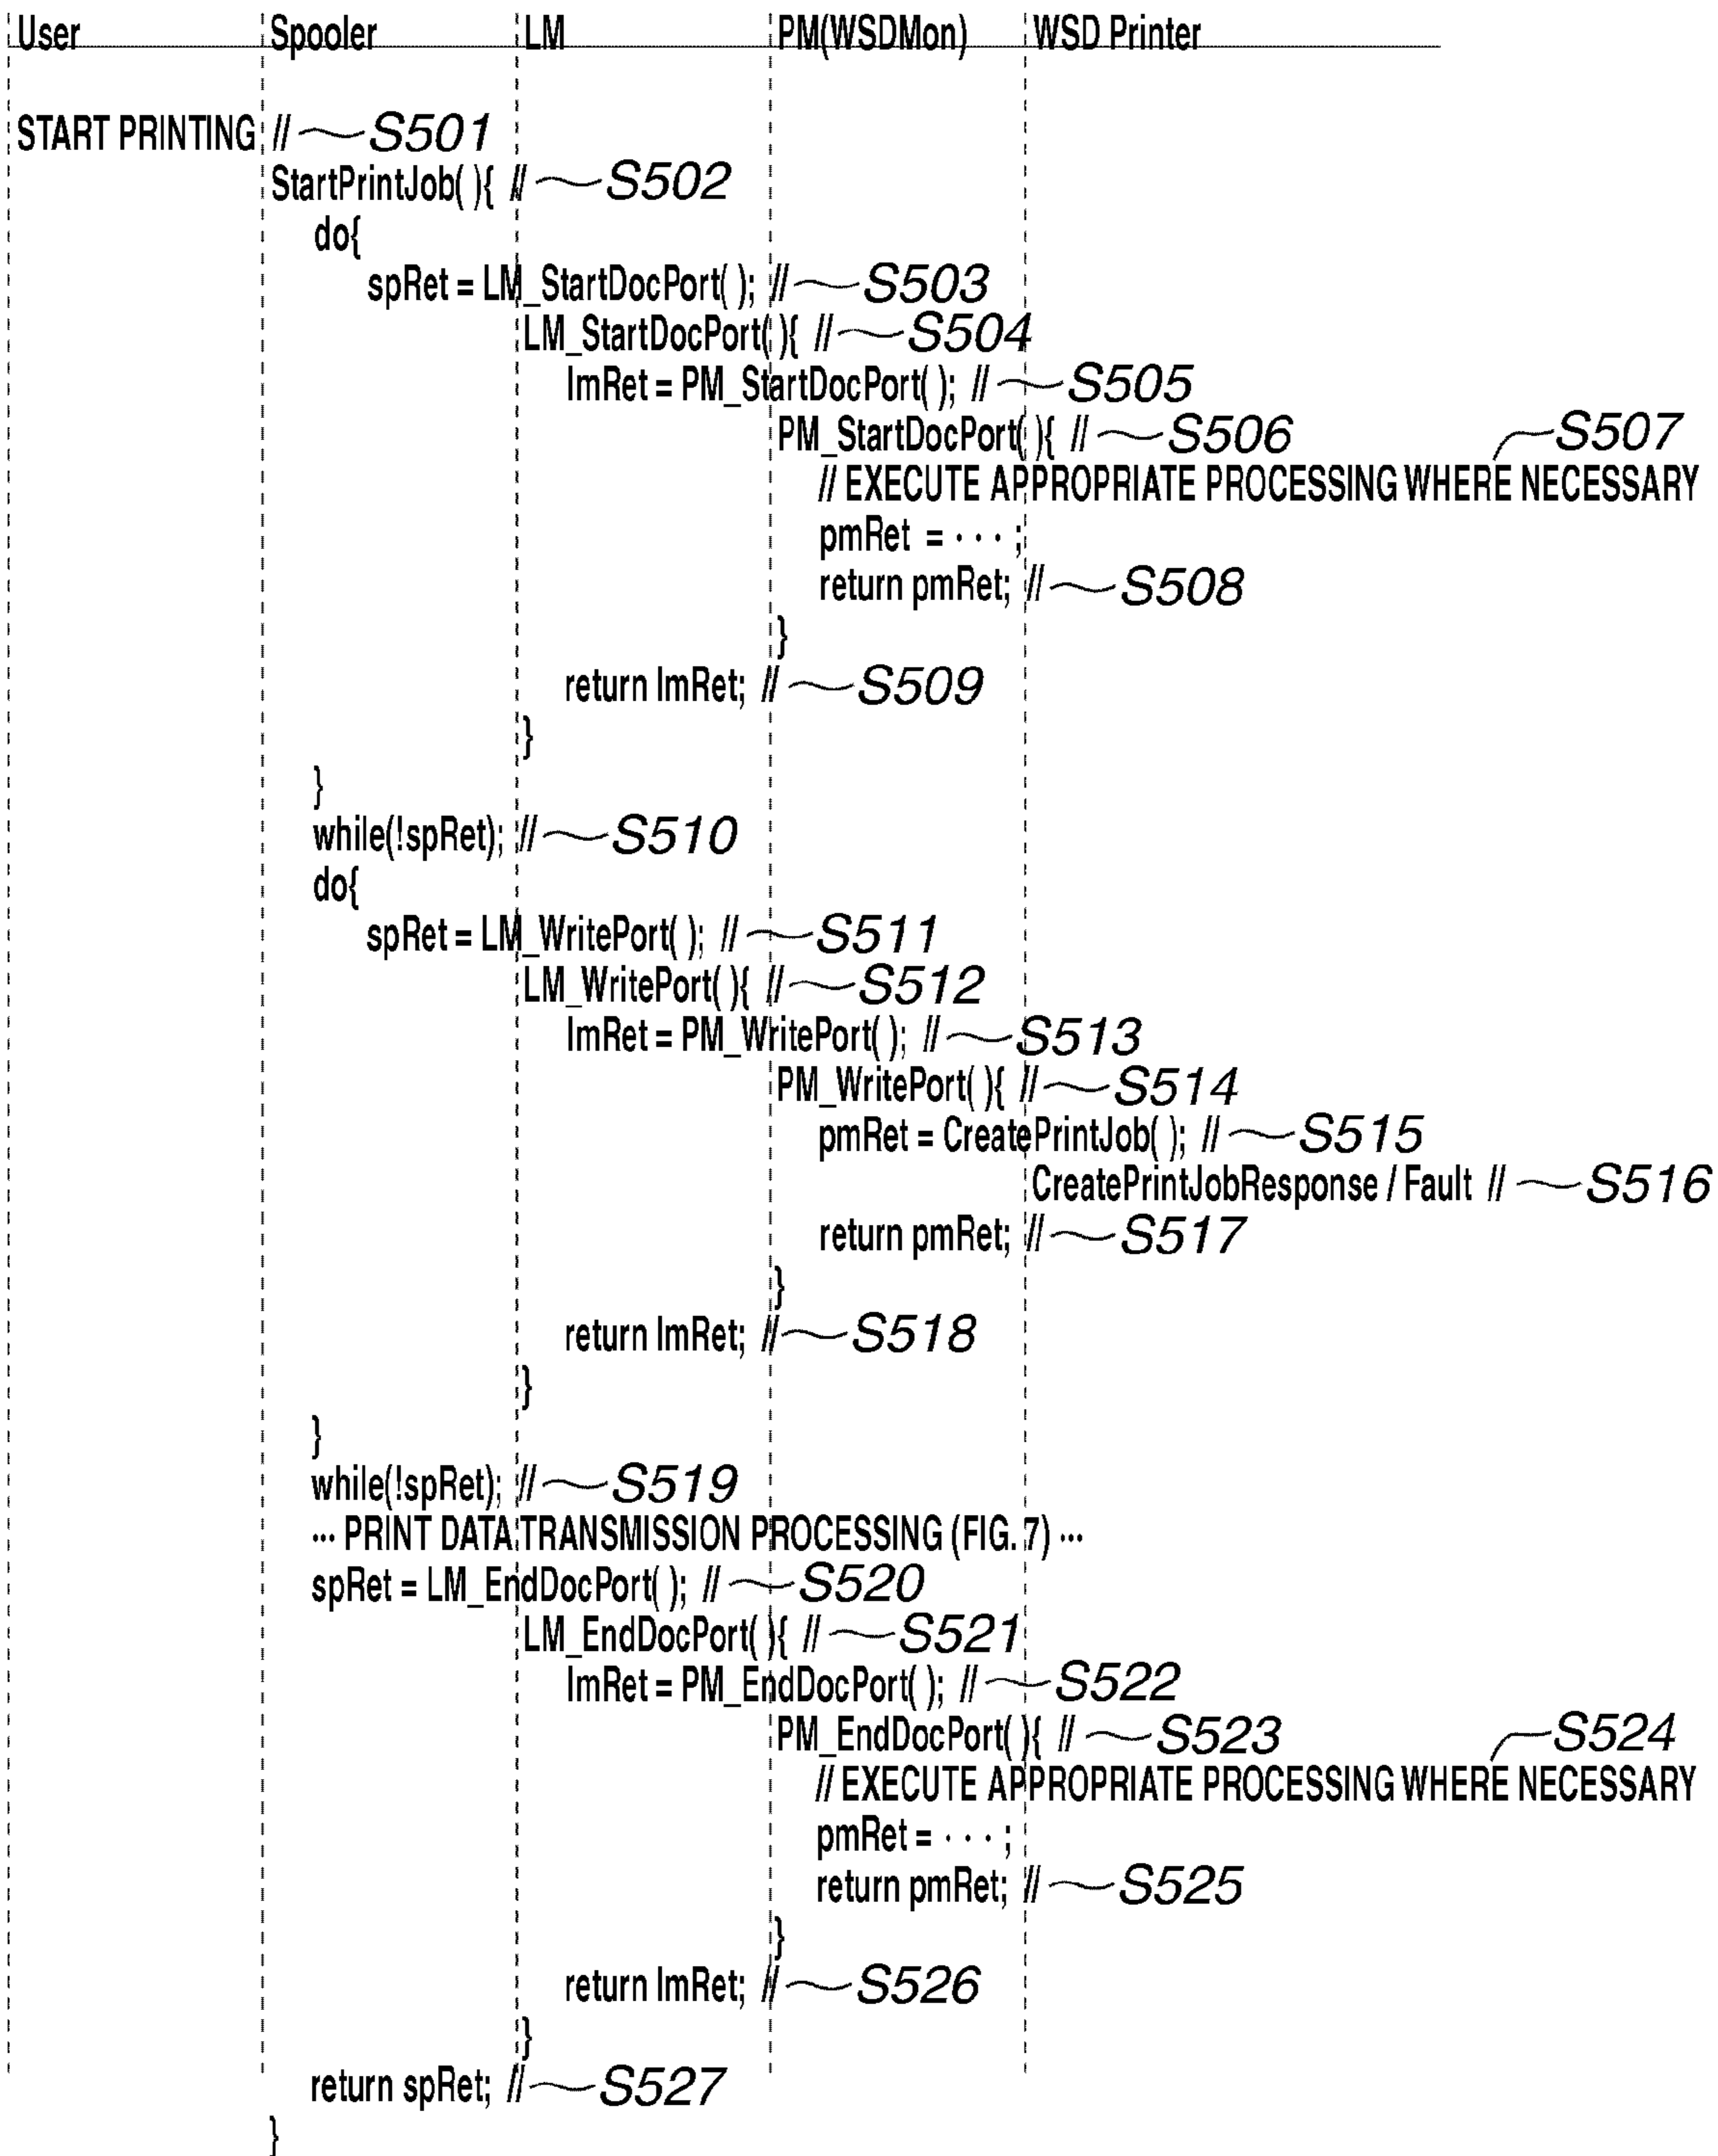 User Spooler LM PM(WSDMon) WSD Printer
START PRINTING // S501
StartPrintJob( ){ // S502
do{
spRet = LM_StartDocPort( ); // S503
LM_StartDocPort( ){ // S504
lmRet = PM_StartDocPort( ); // S505
PM_StartDocPort( ){ // S506 S507
// EXECUTE APPROPRIATE PROCESSING WHERE NECESSARY
pmRet = · · · ;
return pmRet; // S508
}
return lmRet; // S509
}
}
while(!spRet); // S510
do{
spRet = LM_WritePort( ); // S511
LM_WritePort( ){ // S512
lmRet = PM_WritePort( ); // S513
PM_WritePort( ){ // S514
pmRet = CreatePrintJob( ); // S515
CreatePrintJobResponse / Fault // S516
return pmRet; // S517
}
return lmRet; // S518
}
}
while(!spRet); // S519
··· PRINT DATA TRANSMISSION PROCESSING (FIG. 7) ···
spRet = LM_EndDocPort( ); // S520
LM_EndDocPort( ){ // S521
lmRet = PM_EndDocPort( ); // S522
PM_EndDocPort( ){ // S523 S524
// EXECUTE APPROPRIATE PROCESSING WHERE NECESSARY
pmRet = · · · ;
return pmRet; // S525
}
return lmRet; // S526
}
return spRet; // S527
}